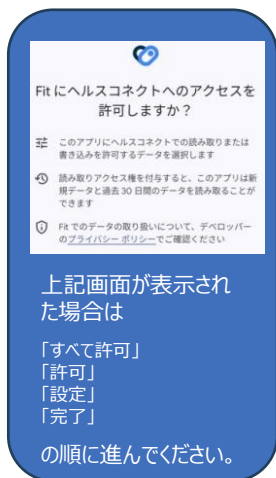 Fit にヘルスコネクトへのアクセスを
許可しますか？
このアプリにヘルスコネクトでの読み取りまたは
書き込みを許可するデータを選択します
読み取りアクセス権を付与すると、このアプリは新
規データと過去 30 日間のデータを読み取ることが
できます
Fit でのデータの取り扱いについて、デベロッパー
のプライバシー ポリシーでご確認ください
上記画面が表示され
た場合は
「すべて許可」
「許可」
「設定」
「完了」
の順に進んでください。